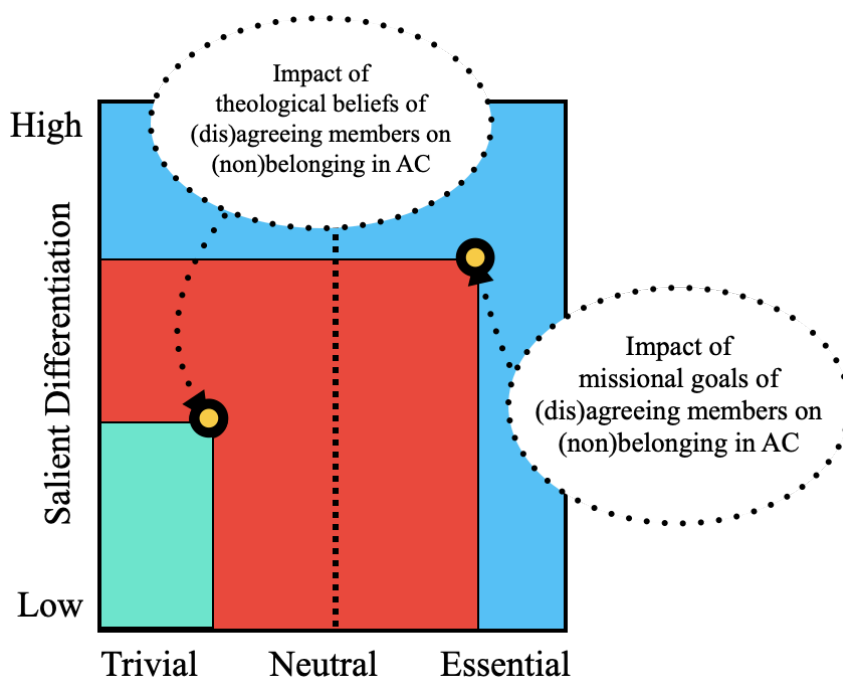 Impact of
theological beliefs of
(dis)agreeing members on
(non)belonging in AC
High
Salient Differentiation
Impact of
missional goals of
(dis)agreeing members on
(non)belonging in AC
Low
Trivial
Neutral
Essential